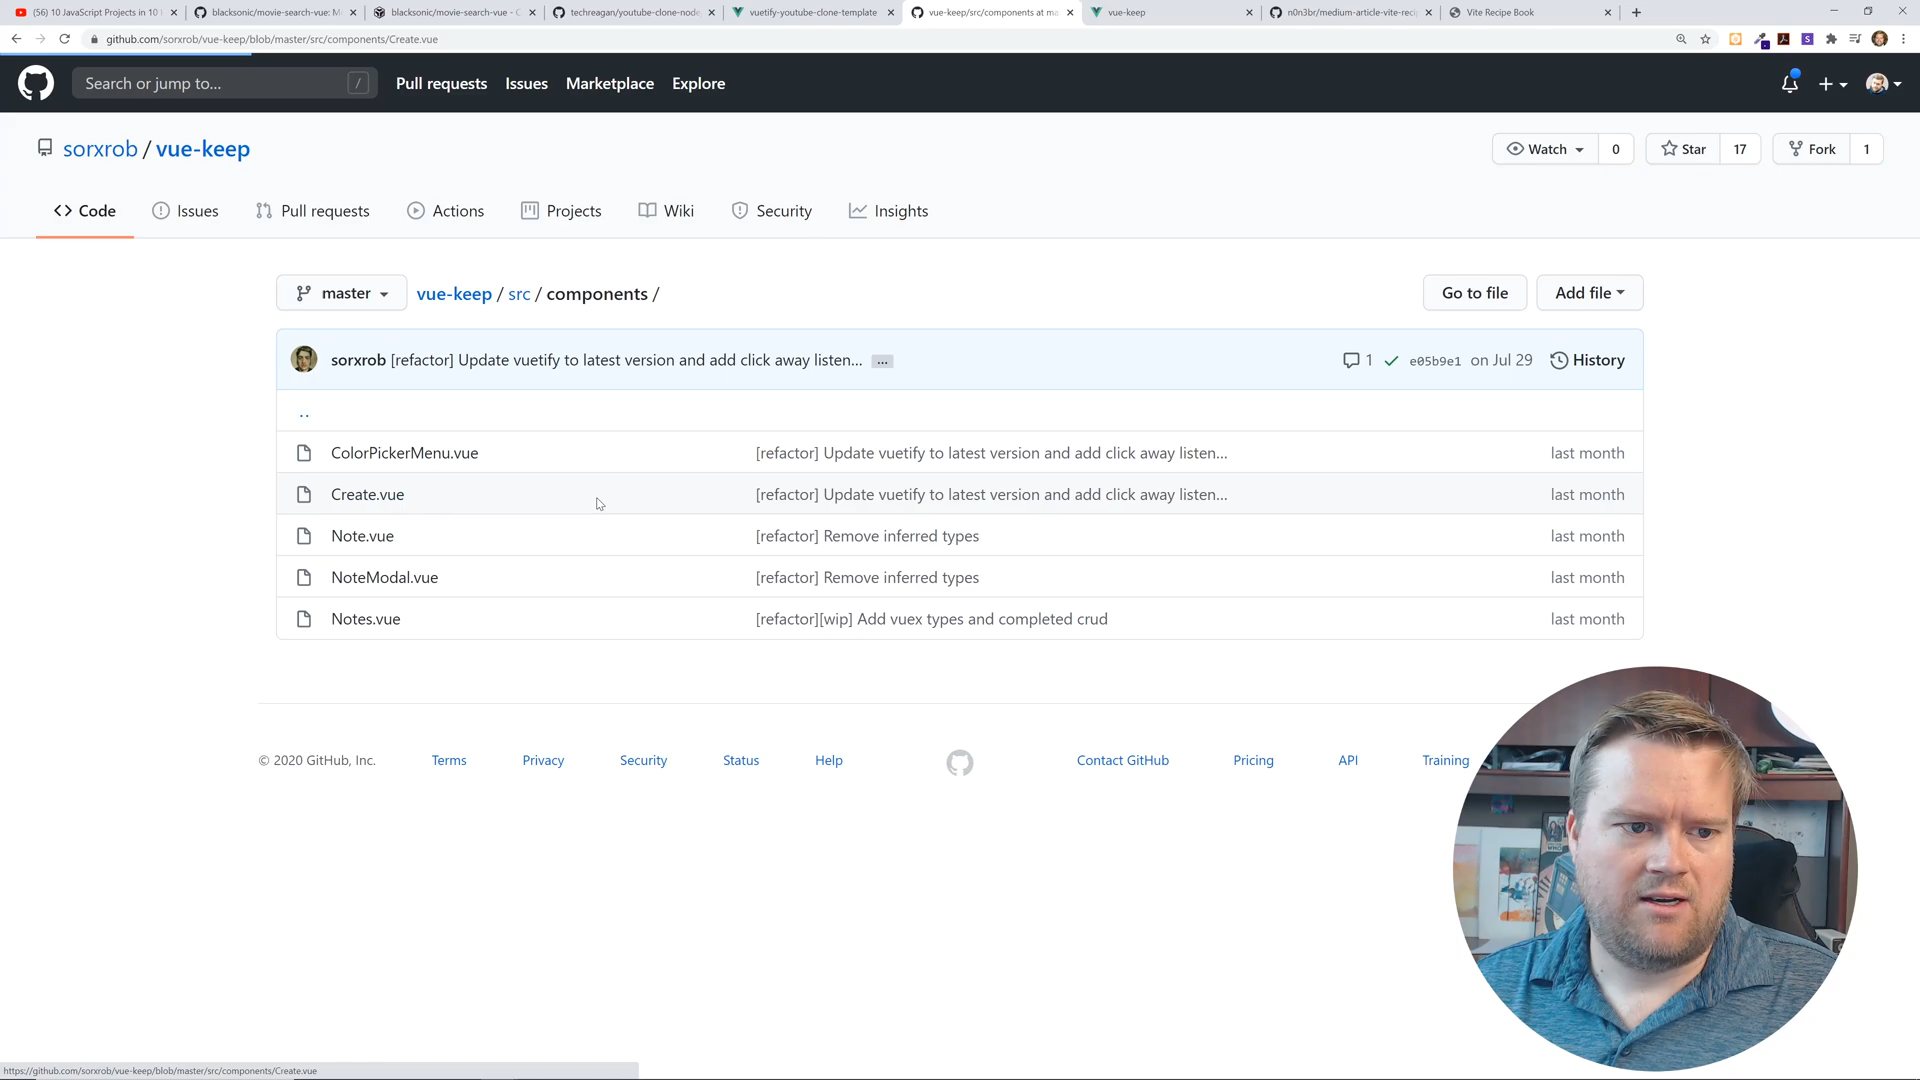 (56) 10 JavaScript Projects in 10
blacksonic/movie-search-vue: M
blacksonic/movie-search-vue - C
techreagan/youtube-clone-node
vuetify-youtube-clone-template
vue-keep/src/components at ma
vue-keep
n0n3br/medium-article-vite-reci
Vite Recipe Book
github.com/sorxrob/vue-keep/blob/master/src/components/Create.vue
Search or jump to... /
Pull requests
Issues
Marketplace
Explore
sorxrob / vue-keep
Watch 0
Star 17
Fork 1
Code
Issues
Pull requests
Actions
Projects
Wiki
Security
Insights
master
vue-keep / src / components /
Go to file
Add file
sorxrob [refactor] Update vuetify to latest version and add click away listen... ...
1 e05b9e1 on Jul 29 History
..
ColorPickerMenu.vue [refactor] Update vuetify to latest version and add click away listen... last month
Create.vue [refactor] Update vuetify to latest version and add click away listen... last month
Note.vue [refactor] Remove inferred types last month
NoteModal.vue [refactor] Remove inferred types last month
Notes.vue [refactor][wip] Add vuex types and completed crud last month
© 2020 GitHub, Inc. Terms Privacy Security Status Help Contact GitHub Pricing API Training
https://github.com/sorxrob/vue-keep/blob/master/src/components/Create.vue